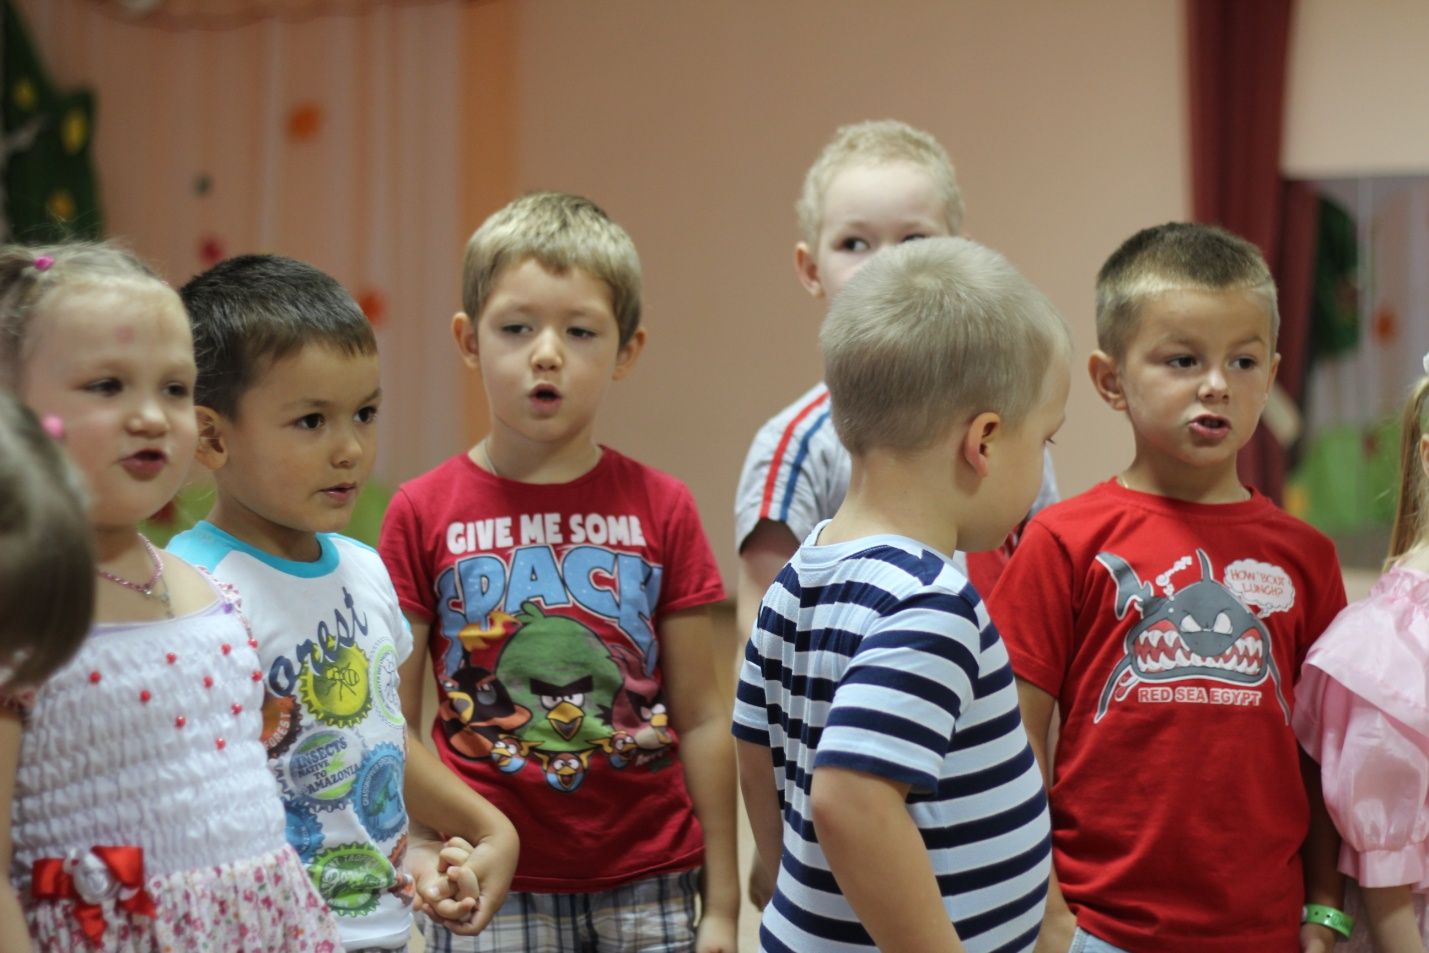 GIVE ME SOME
SPACE
orest
INSECTS
NATIVE
TO
AMAZONIA
HOW 'BOUT
LUNCH?
RED SEA EGYPT